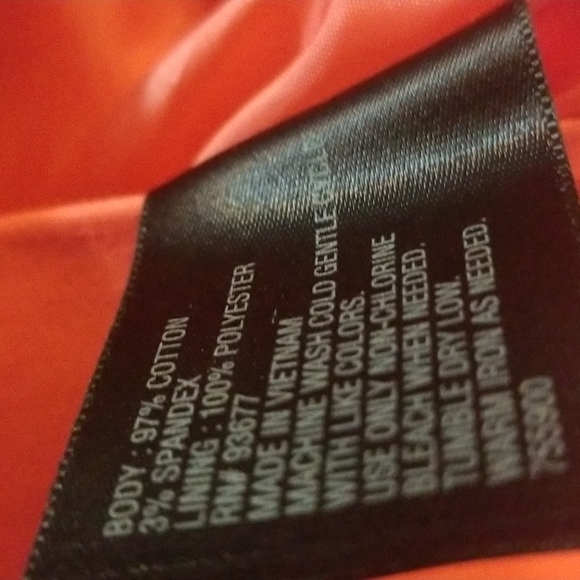 BODY : 97% COTTON
3% SPANDEX
LINING : 100% POLYESTER
RN# 93677
MADE IN VIETNAM
MACHINE WASH COLD GENTLE CYCLE
WITH LIKE COLORS.
USE ONLY NON-CHLORINE
BLEACH WHEN NEEDED.
TUMBLE DRY LOW.
WARM IRON AS NEEDED.